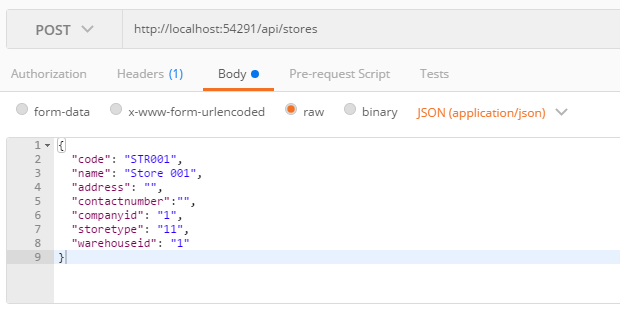 POST http://localhost:54291/api/stores
Authorization Headers (1) Body Pre-request Script Tests
form-data x-www-form-urlencoded raw binary JSON (application/json)
1 {
2 "code": "STR001",
3 "name": "Store 001",
4 "address": "",
5 "contactnumber":"",
6 "companyid": "1",
7 "storetype": "11",
8 "warehouseid": "1"
9 }